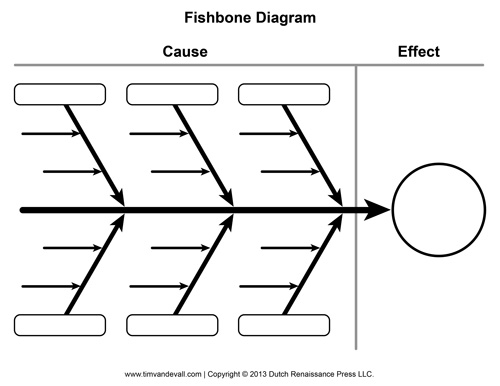 Fishbone Diagram
Cause Effect
www.timvandevall.com | Copyright © 2013 Dutch Renaissance Press LLC.